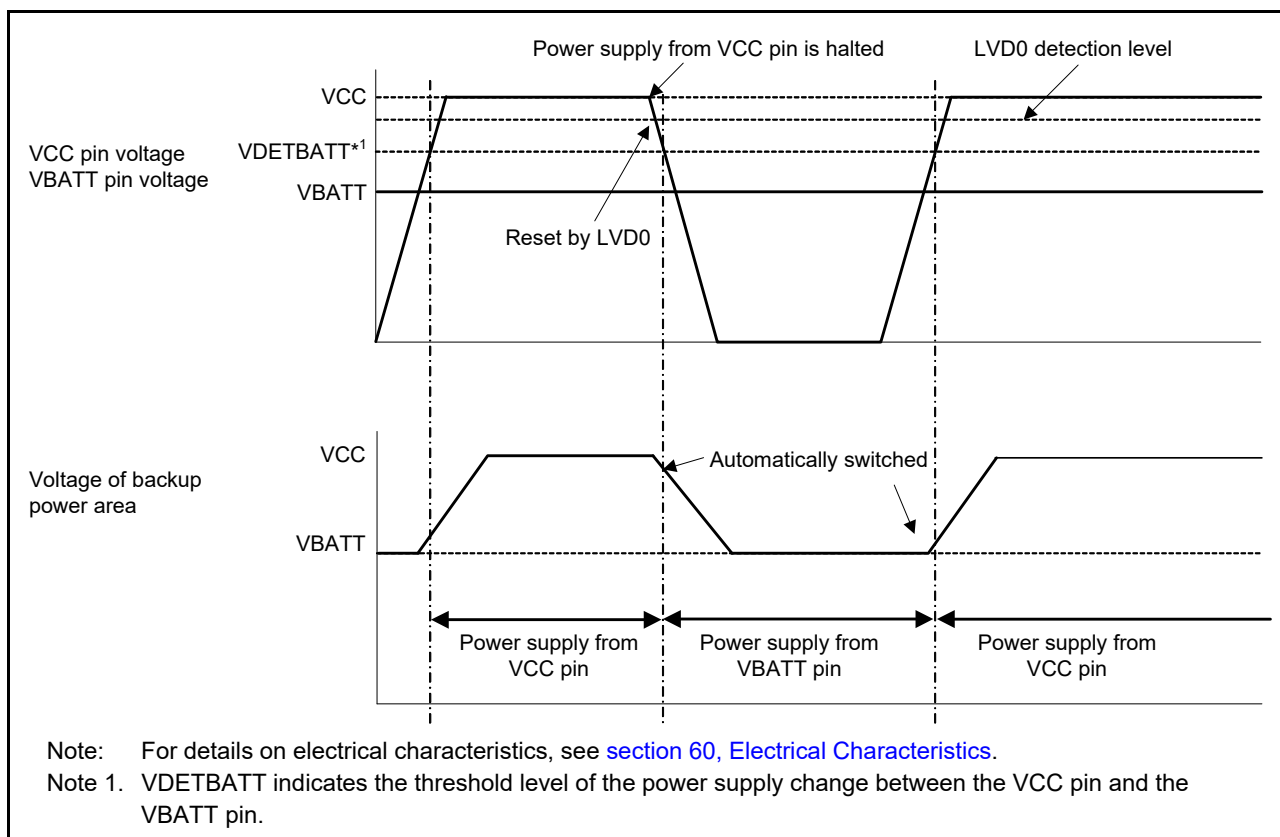 Power supply from VCC pin is halted
LVD0 detection level
VCC
VCC pin voltage
VBATT pin voltage
VDETBATT*1
VBATT
Reset by LVD0
VCC
Automatically switched
Voltage of backup
power area
VBATT
Power supply from
VCC pin
Power supply from
VBATT pin
Power supply from
VCC pin
Note: For details on electrical characteristics, see section 60, Electrical Characteristics.
Note 1. VDETBATT indicates the threshold level of the power supply change between the VCC pin and the
VBATT pin.